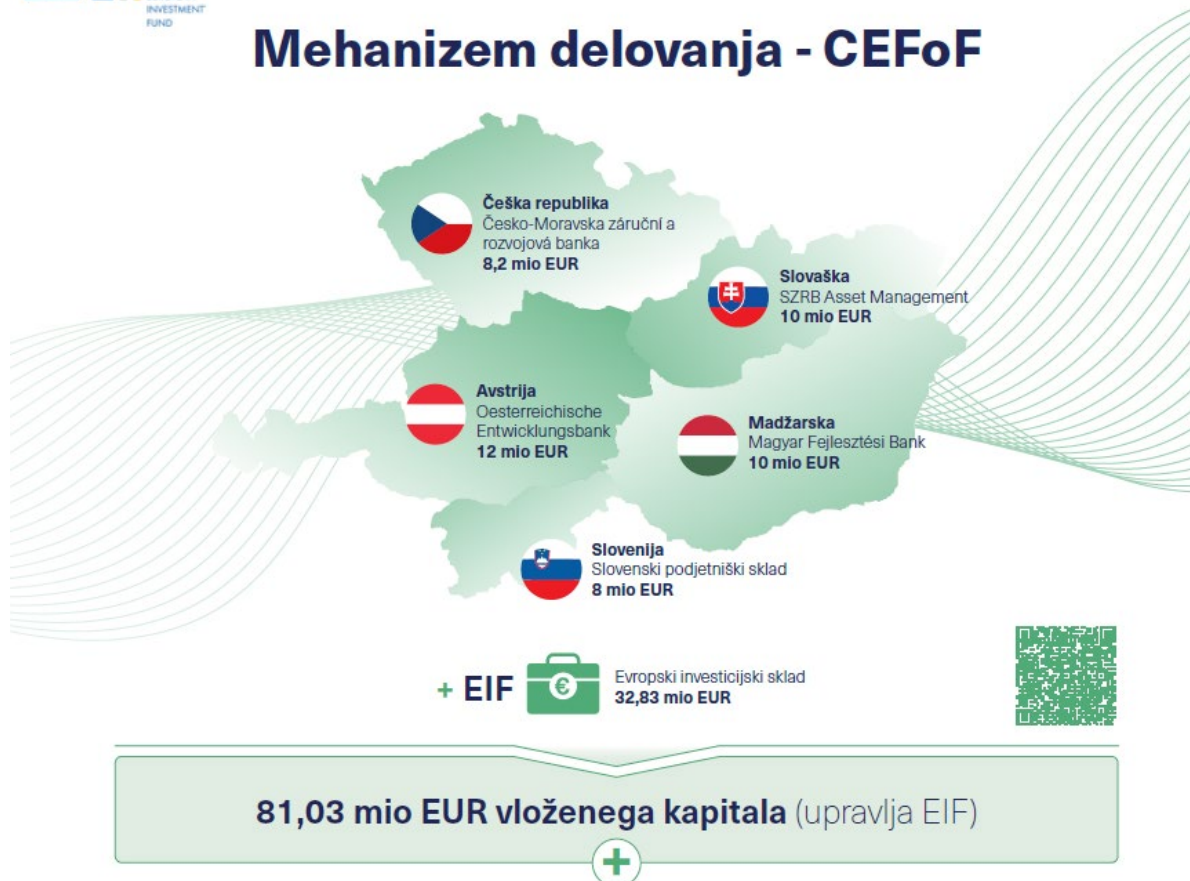 INVESTMENT
FUND
Mehanizem delovanja - CEFoF
Češka republika
Česko-Moravska záruční a
rozvojová banka
8,2 mio EUR
Slovaška
SZRB Asset Management
10 mio EUR
Avstrija
Oesterreichische
Entwicklungsbank
12 mio EUR
Madžarska
Magyar Fejlesztési Bank
10 mio EUR
Slovenija
Slovenski podjetniški sklad
8 mio EUR
+ EIF
€
Evropski investicijski sklad
32,83 mio EUR
81,03 mio EUR vloženega kapitala (upravlja EIF)
+